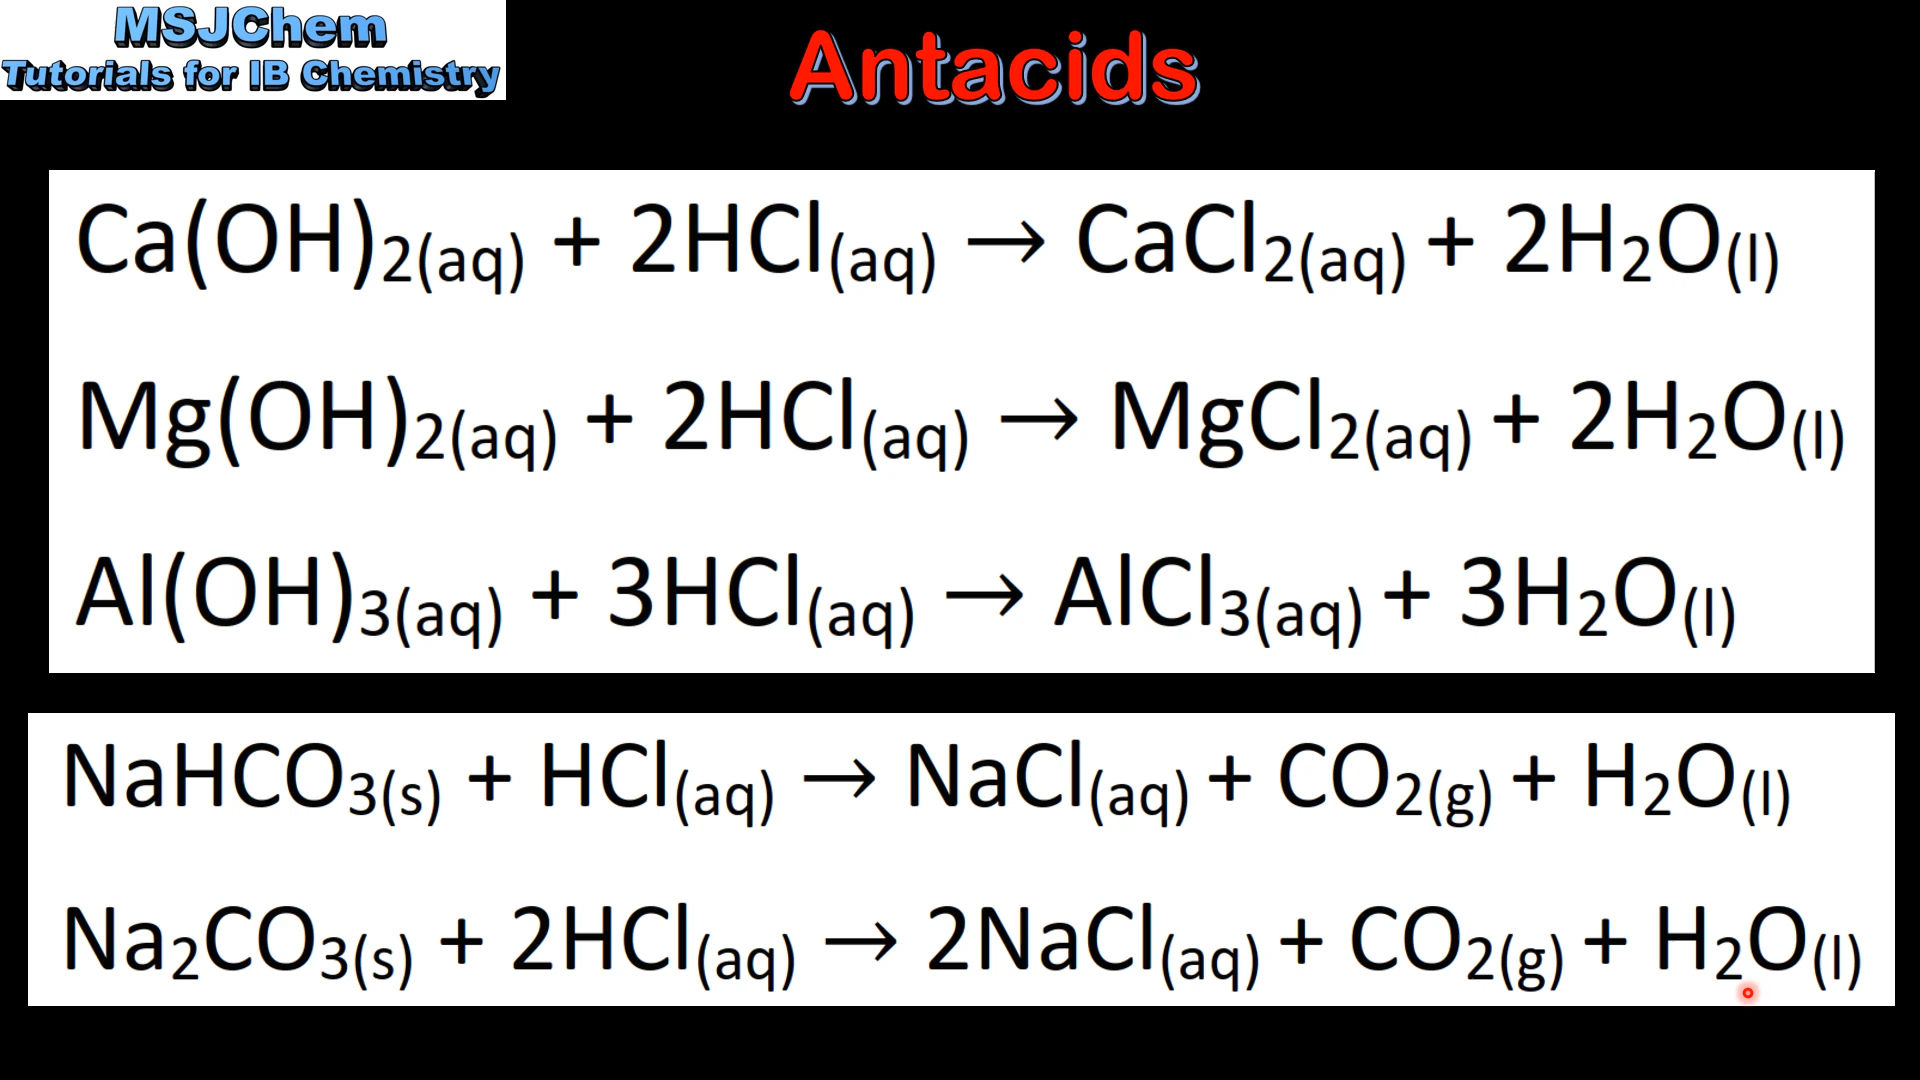 MSJChem
Tutorials for IB Chemistry
Antacids
Ca(OH)₂(aq) + 2HCl(aq) → CaCl₂(aq) + 2H₂O(l)
Mg(OH)₂(aq) + 2HCl(aq) → MgCl₂(aq) + 2H₂O(l)
Al(OH)₃(aq) + 3HCl(aq) → AlCl₃(aq) + 3H₂O(l)
NaHCO₃(s) + HCl(aq) → NaCl(aq) + CO₂(g) + H₂O(l)
Na₂CO₃(s) + 2HCl(aq) → 2NaCl(aq) + CO₂(g) + H₂O(l)